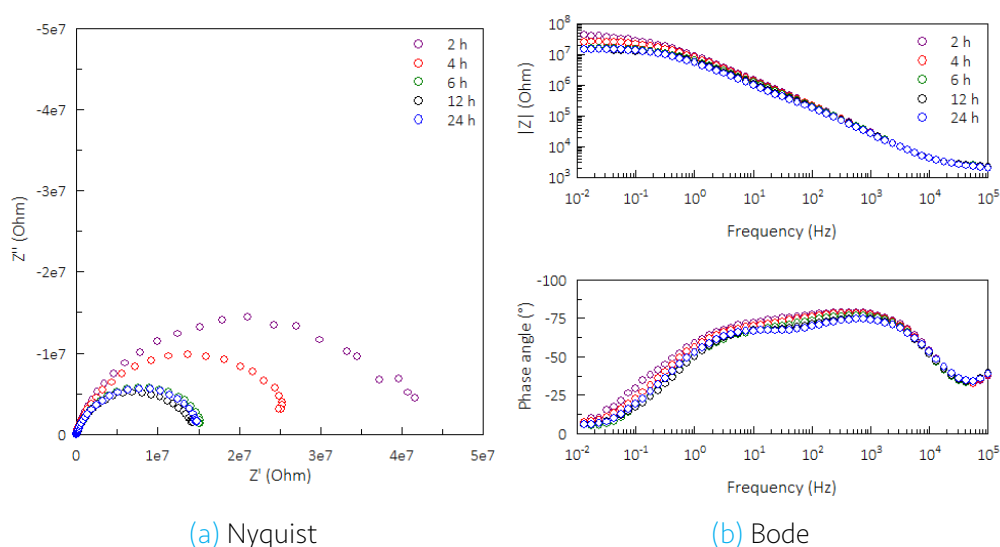 -5e7
-4e7
-3e7
-2e7
-1e7
0
Z'' (Ohm)
2 h
4 h
6 h
12 h
24 h
0
1e7
2e7
3e7
4e7
5e7
Z' (Ohm)
(a) Nyquist
10^8
10^7
10^6
10^5
10^4
10^3
|Z| (Ohm)
2 h
4 h
6 h
12 h
24 h
10^-2
10^-1
10^0
10^1
10^2
10^3
10^4
10^5
Frequency (Hz)
-100
-75
-50
-25
0
Phase angle (°)
10^-2
10^-1
10^0
10^1
10^2
10^3
10^4
10^5
Frequency (Hz)
(b) Bode